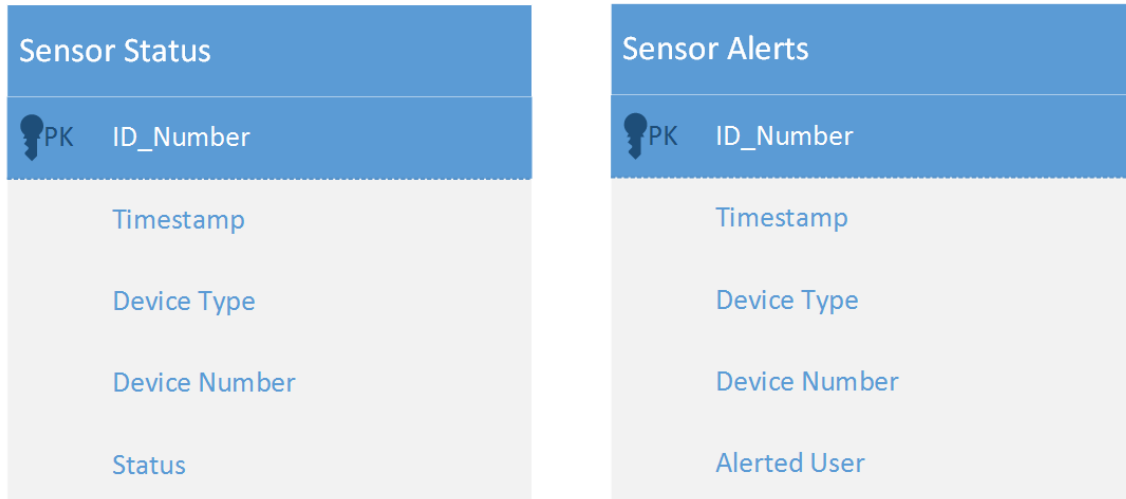 Sensor Status
PK ID_Number
Timestamp
Device Type
Device Number
Status
Sensor Alerts
PK ID_Number
Timestamp
Device Type
Device Number
Alerted User